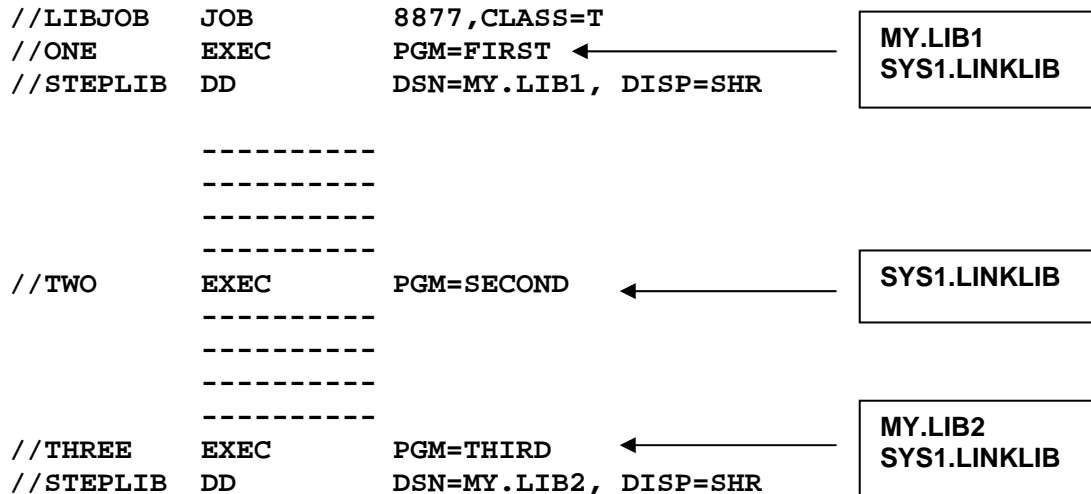 //LIBJOB JOB 8877,CLASS=T
//ONE EXEC PGM=FIRST
//STEPLIB DD DSN=MY.LIB1, DISP=SHR
MY.LIB1
SYS1.LINKLIB
----------
----------
----------
----------
//TWO EXEC PGM=SECOND
SYS1.LINKLIB
----------
----------
----------
----------
//THREE EXEC PGM=THIRD
//STEPLIB DD DSN=MY.LIB2, DISP=SHR
MY.LIB2
SYS1.LINKLIB